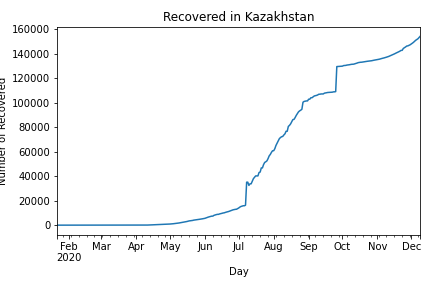 Recovered in Kazakhstan
160000
140000
120000
100000
80000
60000
40000
20000
0
Number of Recovered
Feb Mar Apr May Jun Jul Aug Sep Oct Nov Dec
2020
Day